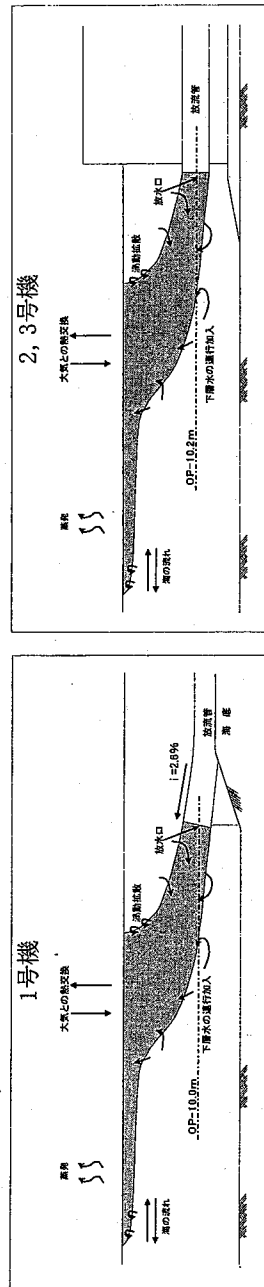 1号機
蒸発
大気との熱交換
渦動拡散
放水口
i=2.8%
放流管
海底
海の流れ
OP-10.0m
下層水の連行加入
2, 3号機
蒸発
大気との熱交換
渦動拡散
放水口
放流管
海の流れ
OP-10.2m
下層水の連行加入